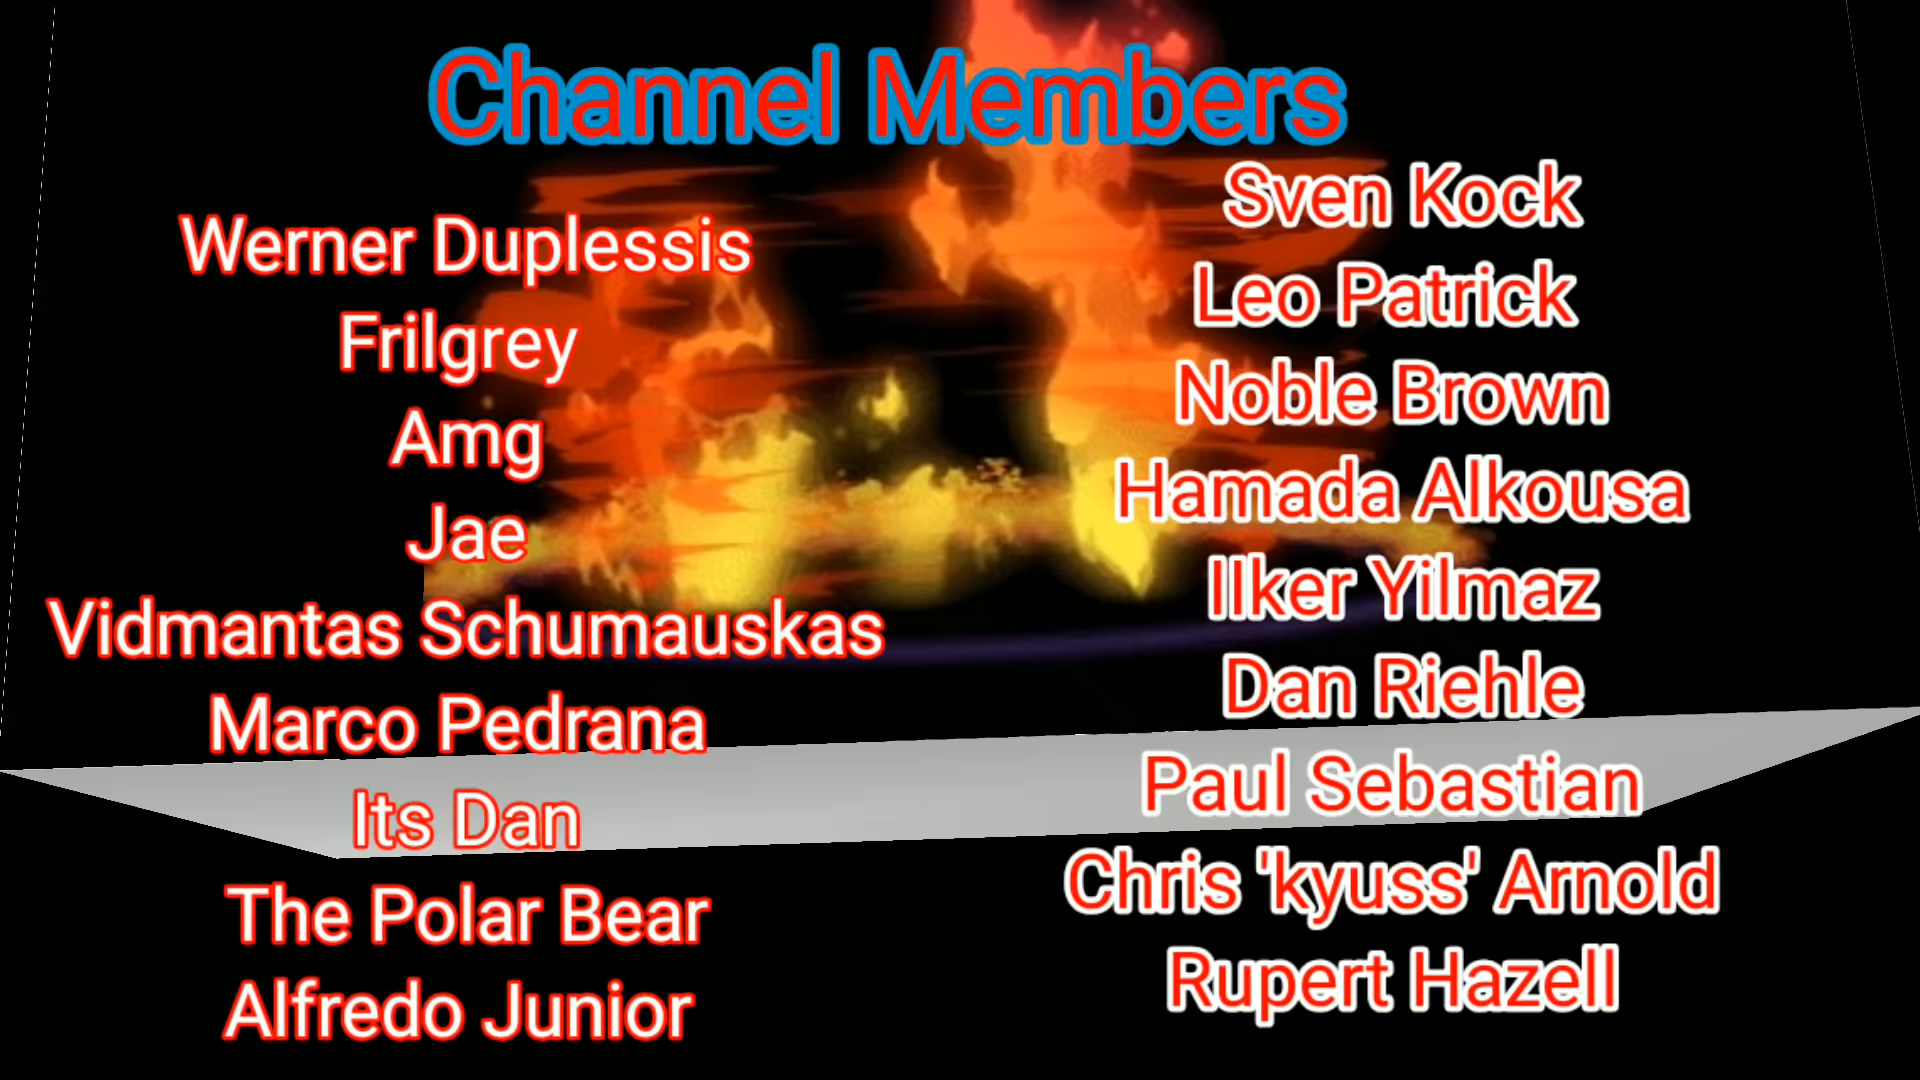 Channel Members
Werner Duplessis
Frilgrey
Amg
Jae
Vidmantas Schumauskas
Marco Pedrana
Its Dan
The Polar Bear
Alfredo Junior
Sven Kock
Leo Patrick
Noble Brown
Hamada Alkousa
IIker Yilmaz
Dan Riehle
Paul Sebastian
Chris 'kyuss' Arnold
Rupert Hazell